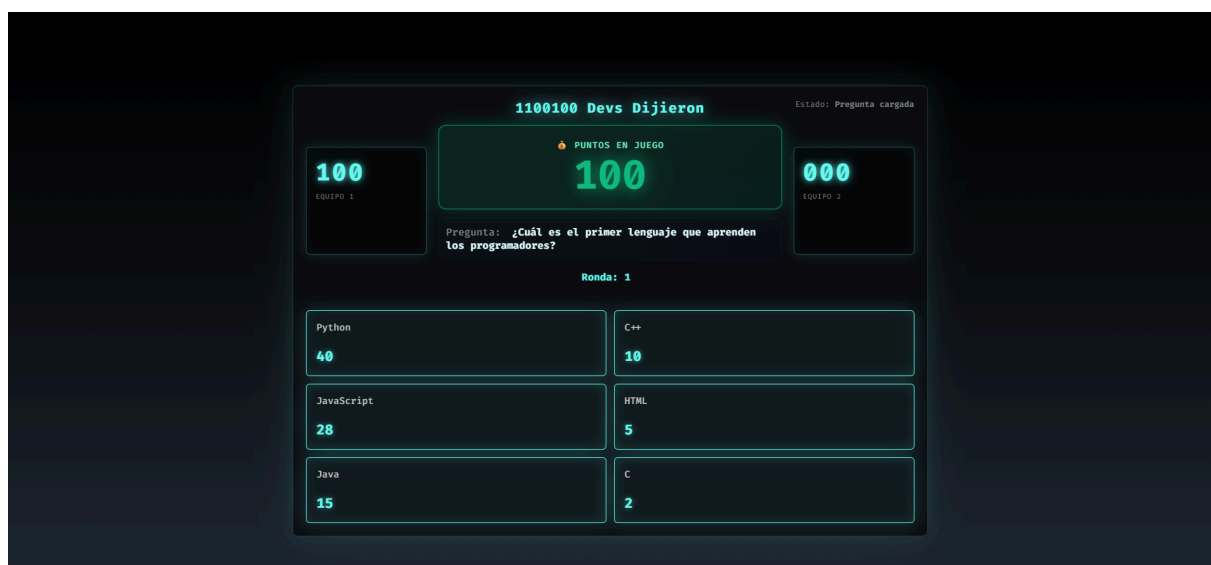 1100100 Devs Dijieron
Estado: Pregunta cargada
100
EQUIPO 1
💰 PUNTOS EN JUEGO
100
000
EQUIPO 2
Pregunta: ¿Cuál es el primer lenguaje que aprenden
los programadores?
Ronda: 1
Python
40
C++
10
JavaScript
28
HTML
5
Java
15
C
2